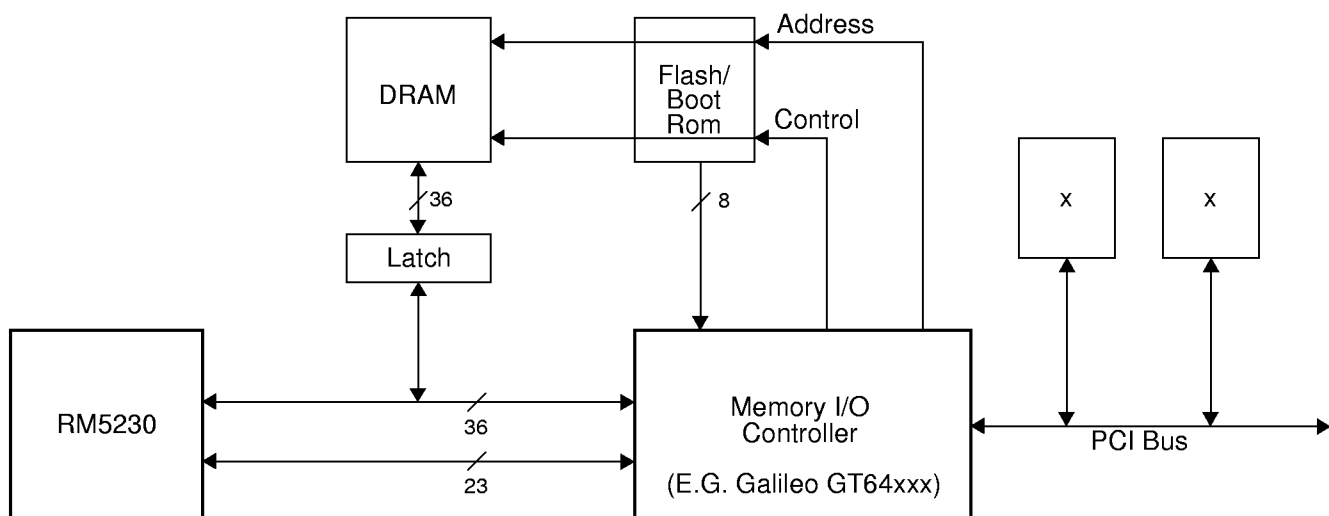 Address
DRAM
Flash/
Boot
Rom
Control
36
8
x
x
Latch
RM5230
36
23
Memory I/O
Controller
(E.G. Galileo GT64xxx)
PCI Bus